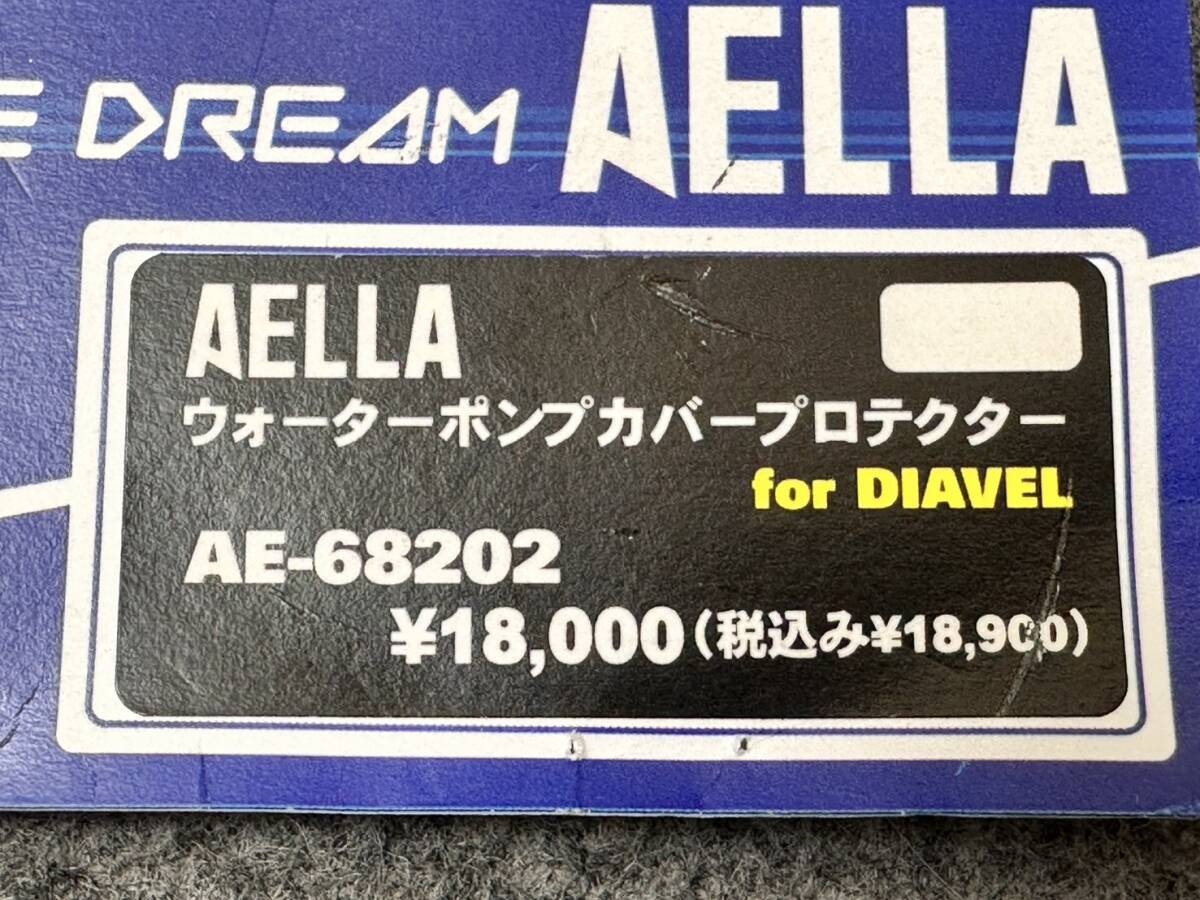 DREAM AELLA
AELLA
ウォーターポンプカバープロテクター
for DIAVEL
AE-68202
¥18,000(税込み¥18,900)